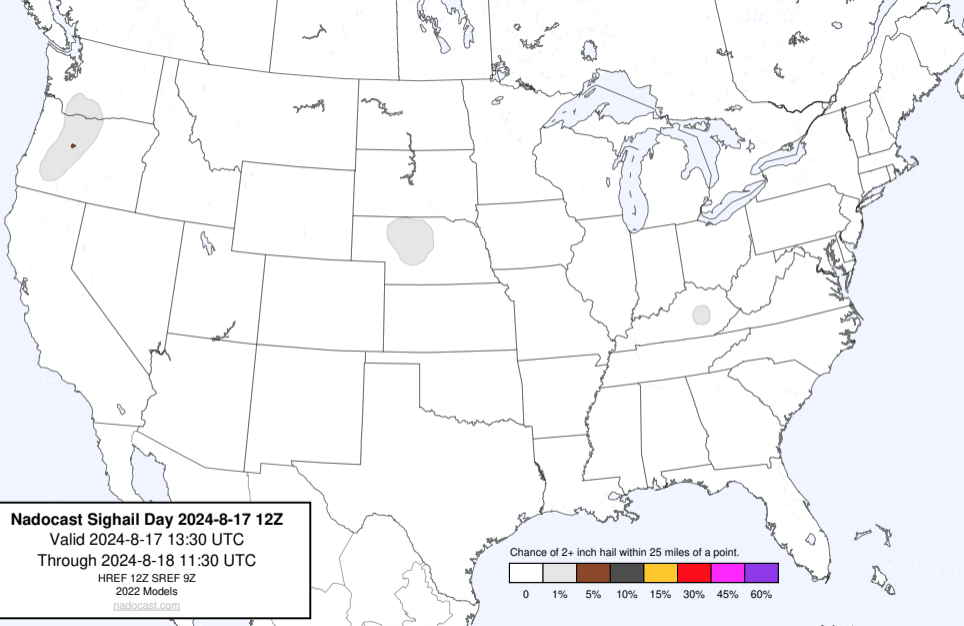 Nadocast Sighail Day 2024-8-17 12Z
Valid 2024-8-17 13:30 UTC
Through 2024-8-18 11:30 UTC
HREF 12Z SREF 9Z
2022 Models
nadocast.com
Chance of 2+ inch hail within 25 miles of a point.
0 1% 5% 10% 15% 30% 45% 60%